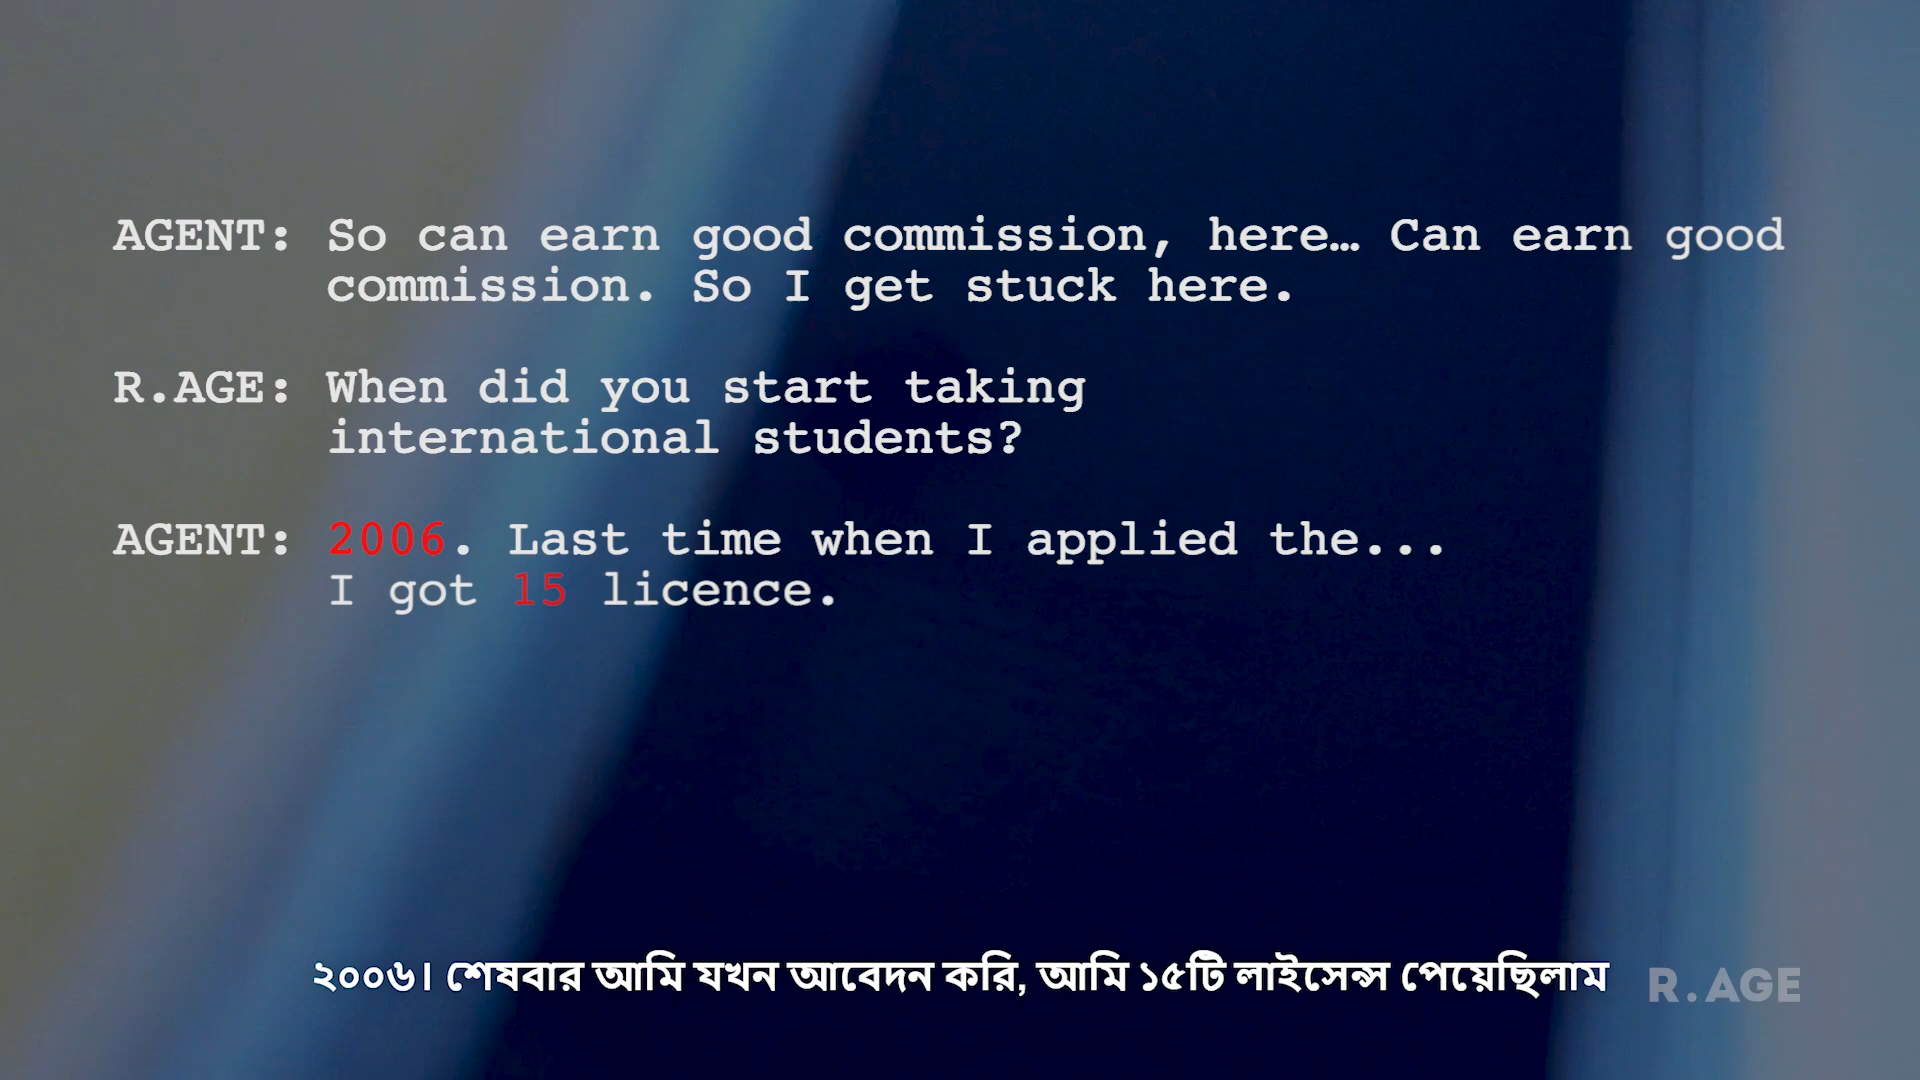 AGENT: So can earn good commission, here… Can earn good
commission. So I get stuck here.
R.AGE: When did you start taking
international students?
AGENT: 2006. Last time when I applied the...
I got 15 licence.
২০০৬। শেষবার আমি যখন আবেদন করি, আমি ১৫টি লাইসেন্স পেয়েছিলাম
R.AGE